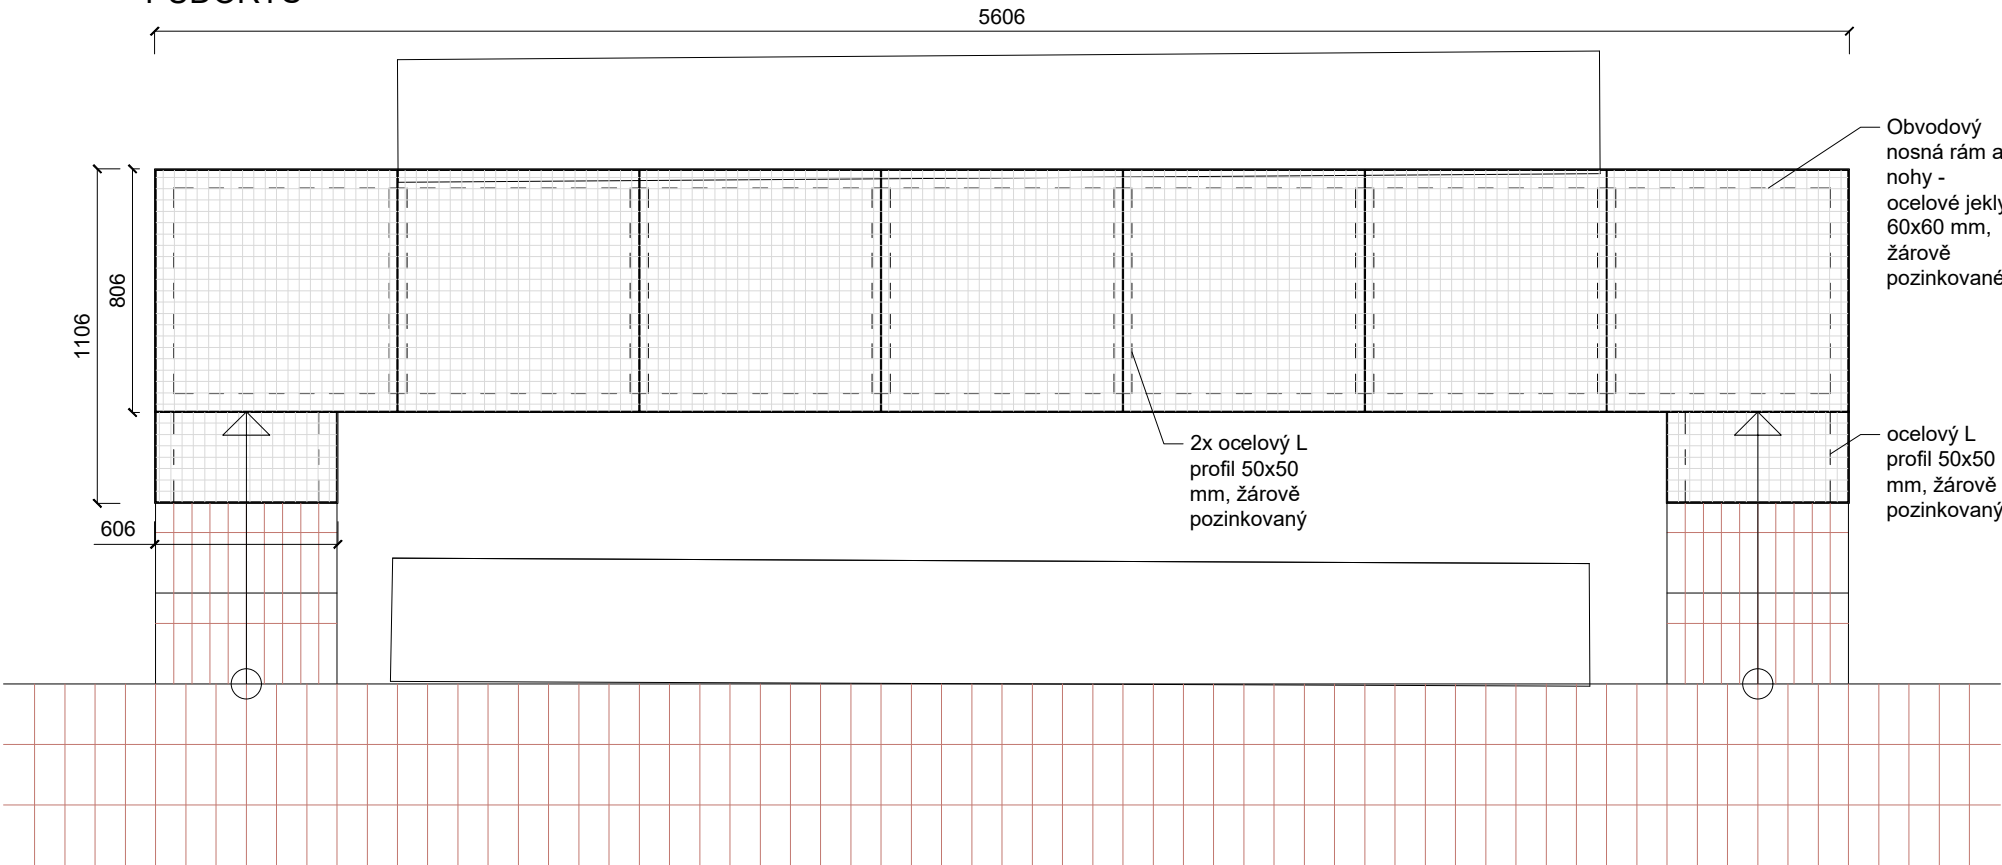 5606
Obvodový
nosná rám a
nohy -
ocelové jekly
60x60 mm,
žárově
pozinkované
806
1106
2x ocelový L
profil 50x50
mm, žárově
pozinkovaný
ocelový L
profil 50x50
mm, žárově
pozinkovaný
606